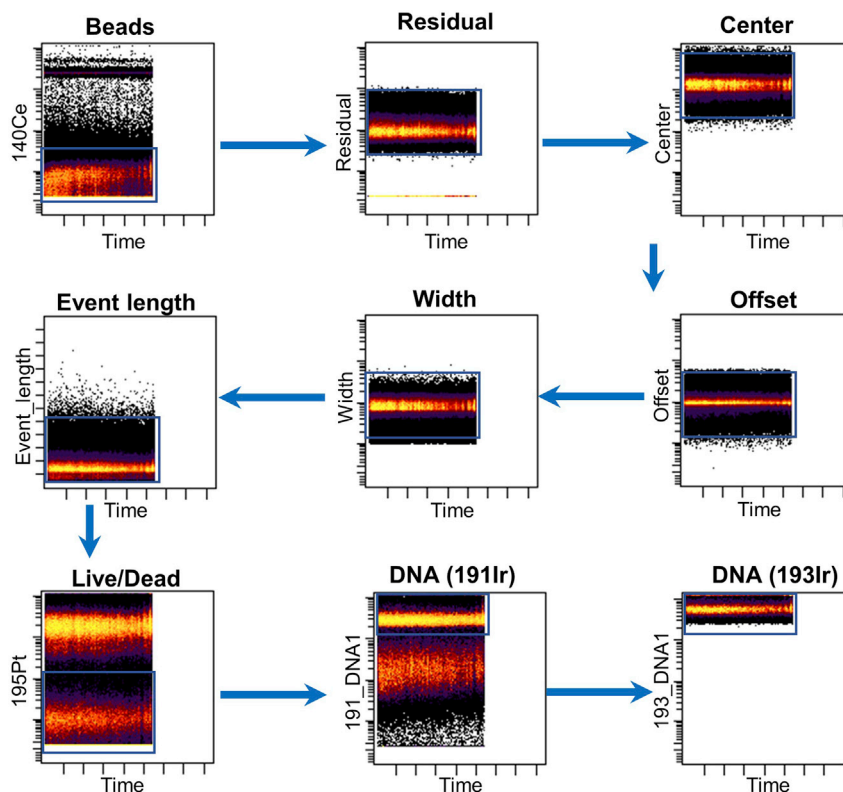 Beads
140Ce
Time
Residual
Residual
Time
Center
Center
Time
Event length
Event_length
Time
Width
Width
Time
Offset
Offset
Time
Live/Dead
195Pt
Time
DNA (191Ir)
191_DNA1
Time
DNA (193Ir)
193_DNA1
Time